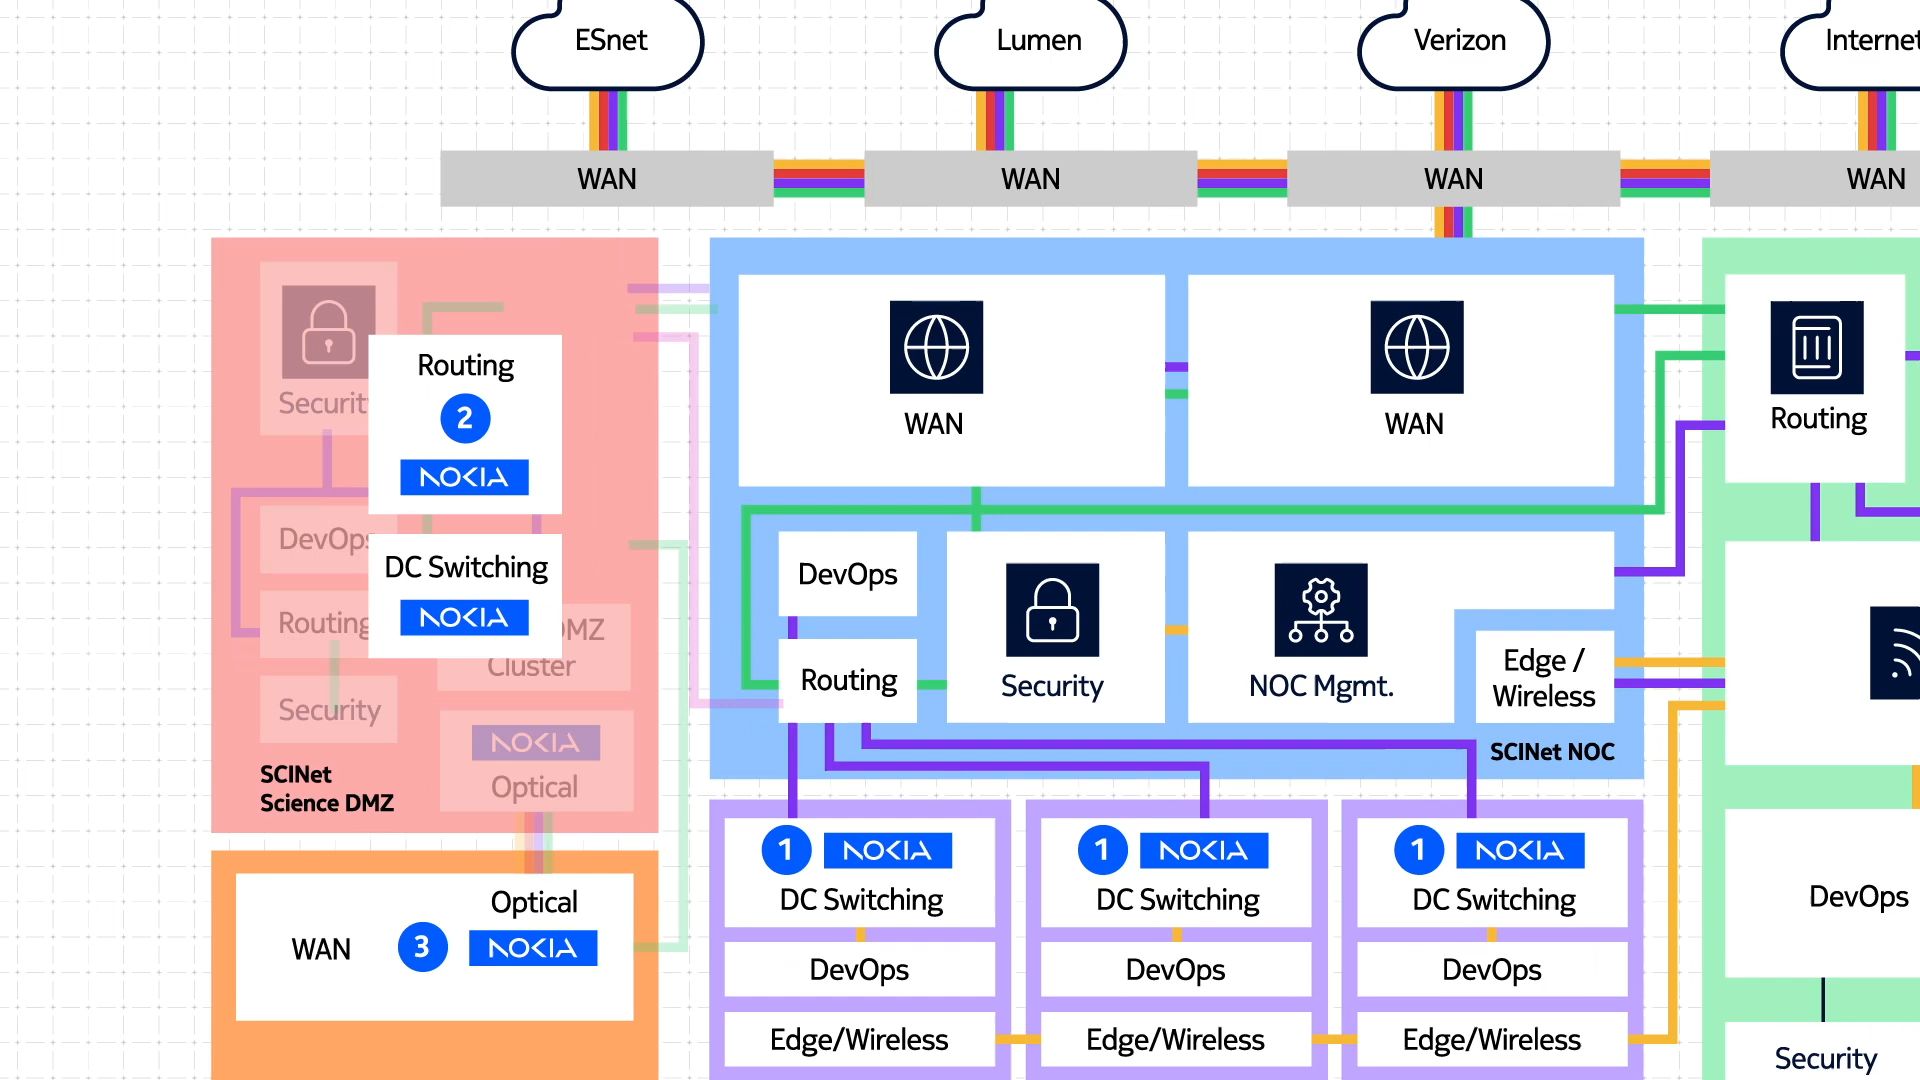 ESnet
Lumen
Verizon
Internet
WAN
WAN
WAN
WAN
Security
Routing
2
NOKIA
DevOps
DC Switching
NOKIA
Routing
DMZ
Cluster
Security
NOKIA
Optical
SCINet
Science DMZ
WAN
WAN
DevOps
Routing
Security
NOC Mgmt.
Edge /
Wireless
SCINet NOC
Routing
DevOps
Security
Optical
WAN
3
NOKIA
1
NOKIA
DC Switching
DevOps
Edge/Wireless
1
NOKIA
DC Switching
DevOps
Edge/Wireless
1
NOKIA
DC Switching
DevOps
Edge/Wireless